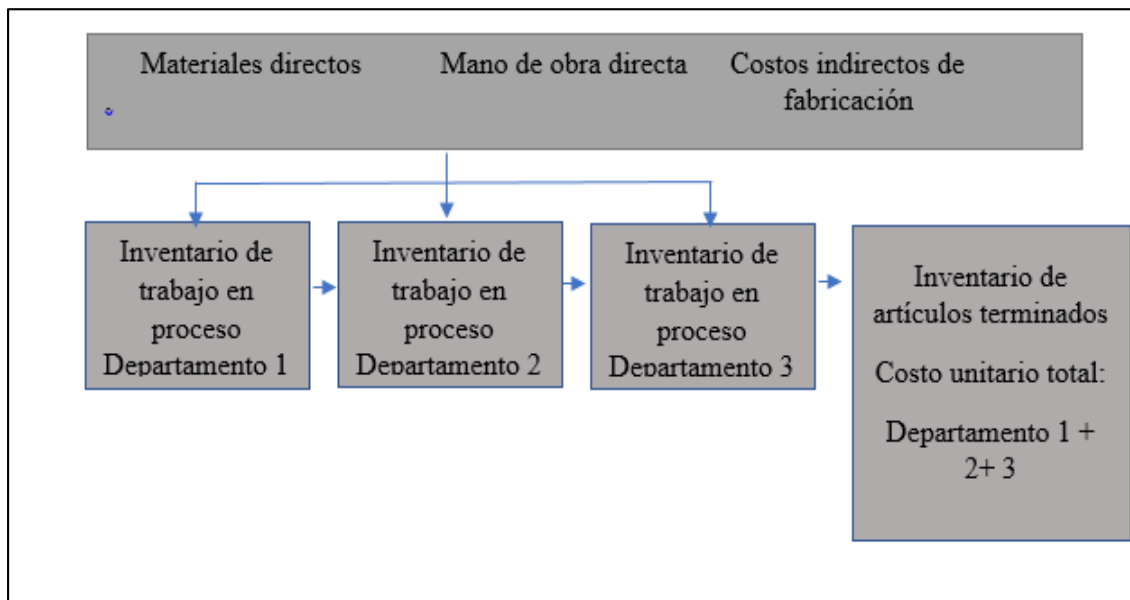 Materiales directos
Mano de obra directa
Costos indirectos de
fabricación
Inventario de
trabajo en
proceso
Departamento 1
Inventario de
trabajo en
proceso
Departamento 2
Inventario de
trabajo en
proceso
Departamento 3
Inventario de
artículos terminados
Costo unitario total:
Departamento 1 +
2+ 3